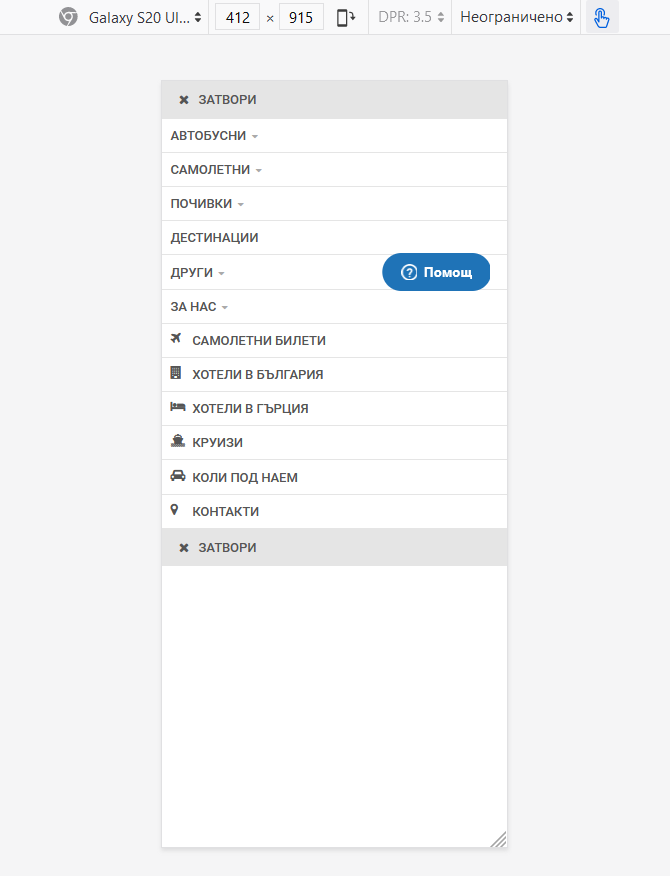 Galaxy S20 Ul... 412 × 915 DPR: 3.5 Неограничено
ЗАТВОРИ
АВТОБУСНИ
САМОЛЕТНИ
ПОЧИВКИ
ДЕСТИНАЦИИ
ДРУГИ
Помощ
ЗА НАС
САМОЛЕТНИ БИЛЕТИ
ХОТЕЛИ В БЪЛГАРИЯ
ХОТЕЛИ В ГЪРЦИЯ
КРУИЗИ
КОЛИ ПОД НАЕМ
КОНТАКТИ
ЗАТВОРИ